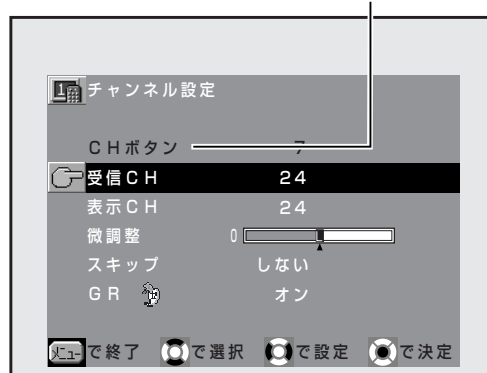 チャンネル設定
CHボタン 7
受信CH 24
表示CH 24
微調整 0
スキップ しない
GR オン
メニューで終了 で選択 で設定 で決定